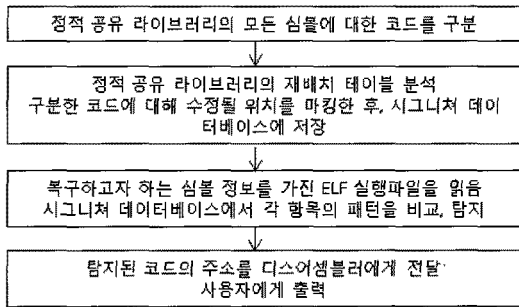 정적 공유 라이브러리의 모든 심볼에 대한 코드를 구분
정적 공유 라이브러리의 재배치 테이블 분석
구분한 코드에 대해 수정될 위치를 마킹한 후, 시그니쳐 데이
터베이스에 저장
복구하고자 하는 심볼 정보를 가진 ELF 실행파일을 읽음
시그니쳐 데이터베이스에서 각 항목의 패턴을 비교, 탐지
탐지된 코드의 주소를 디스어셈블러에게 전달
사용자에게 출력